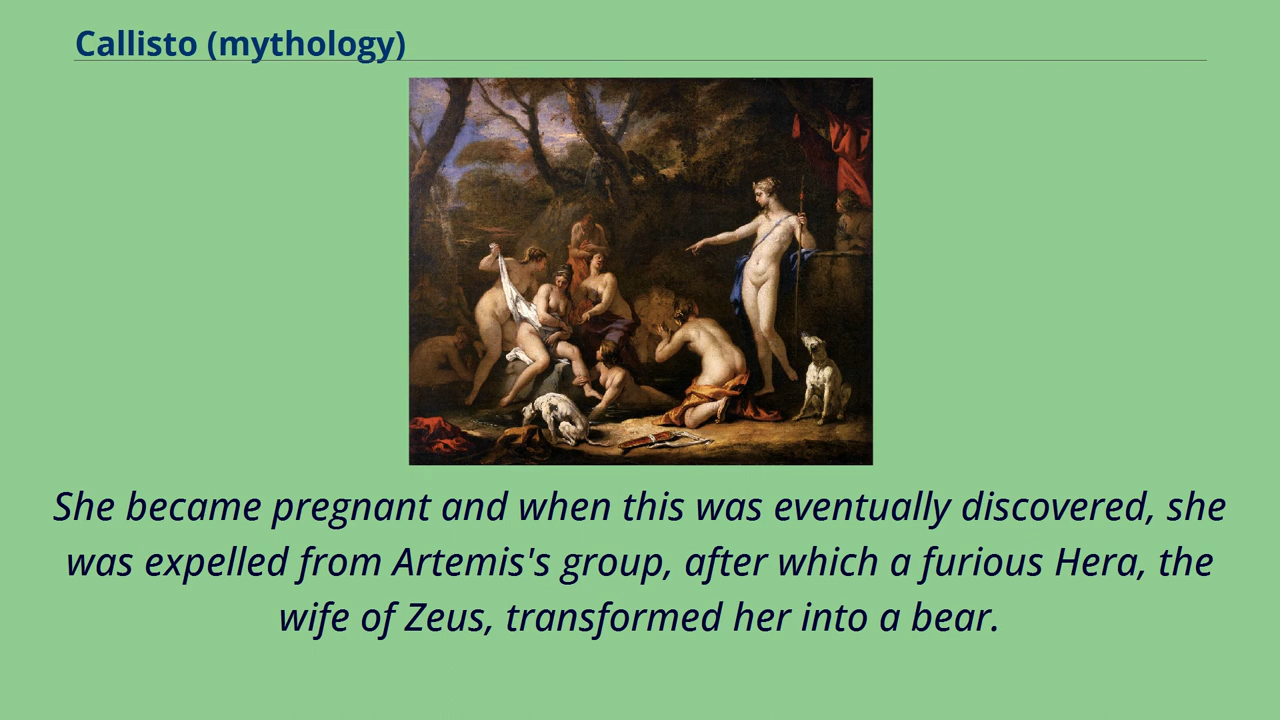 Callisto (mythology)
She became pregnant and when this was eventually discovered, she
was expelled from Artemis's group, after which a furious Hera, the
wife of Zeus, transformed her into a bear.